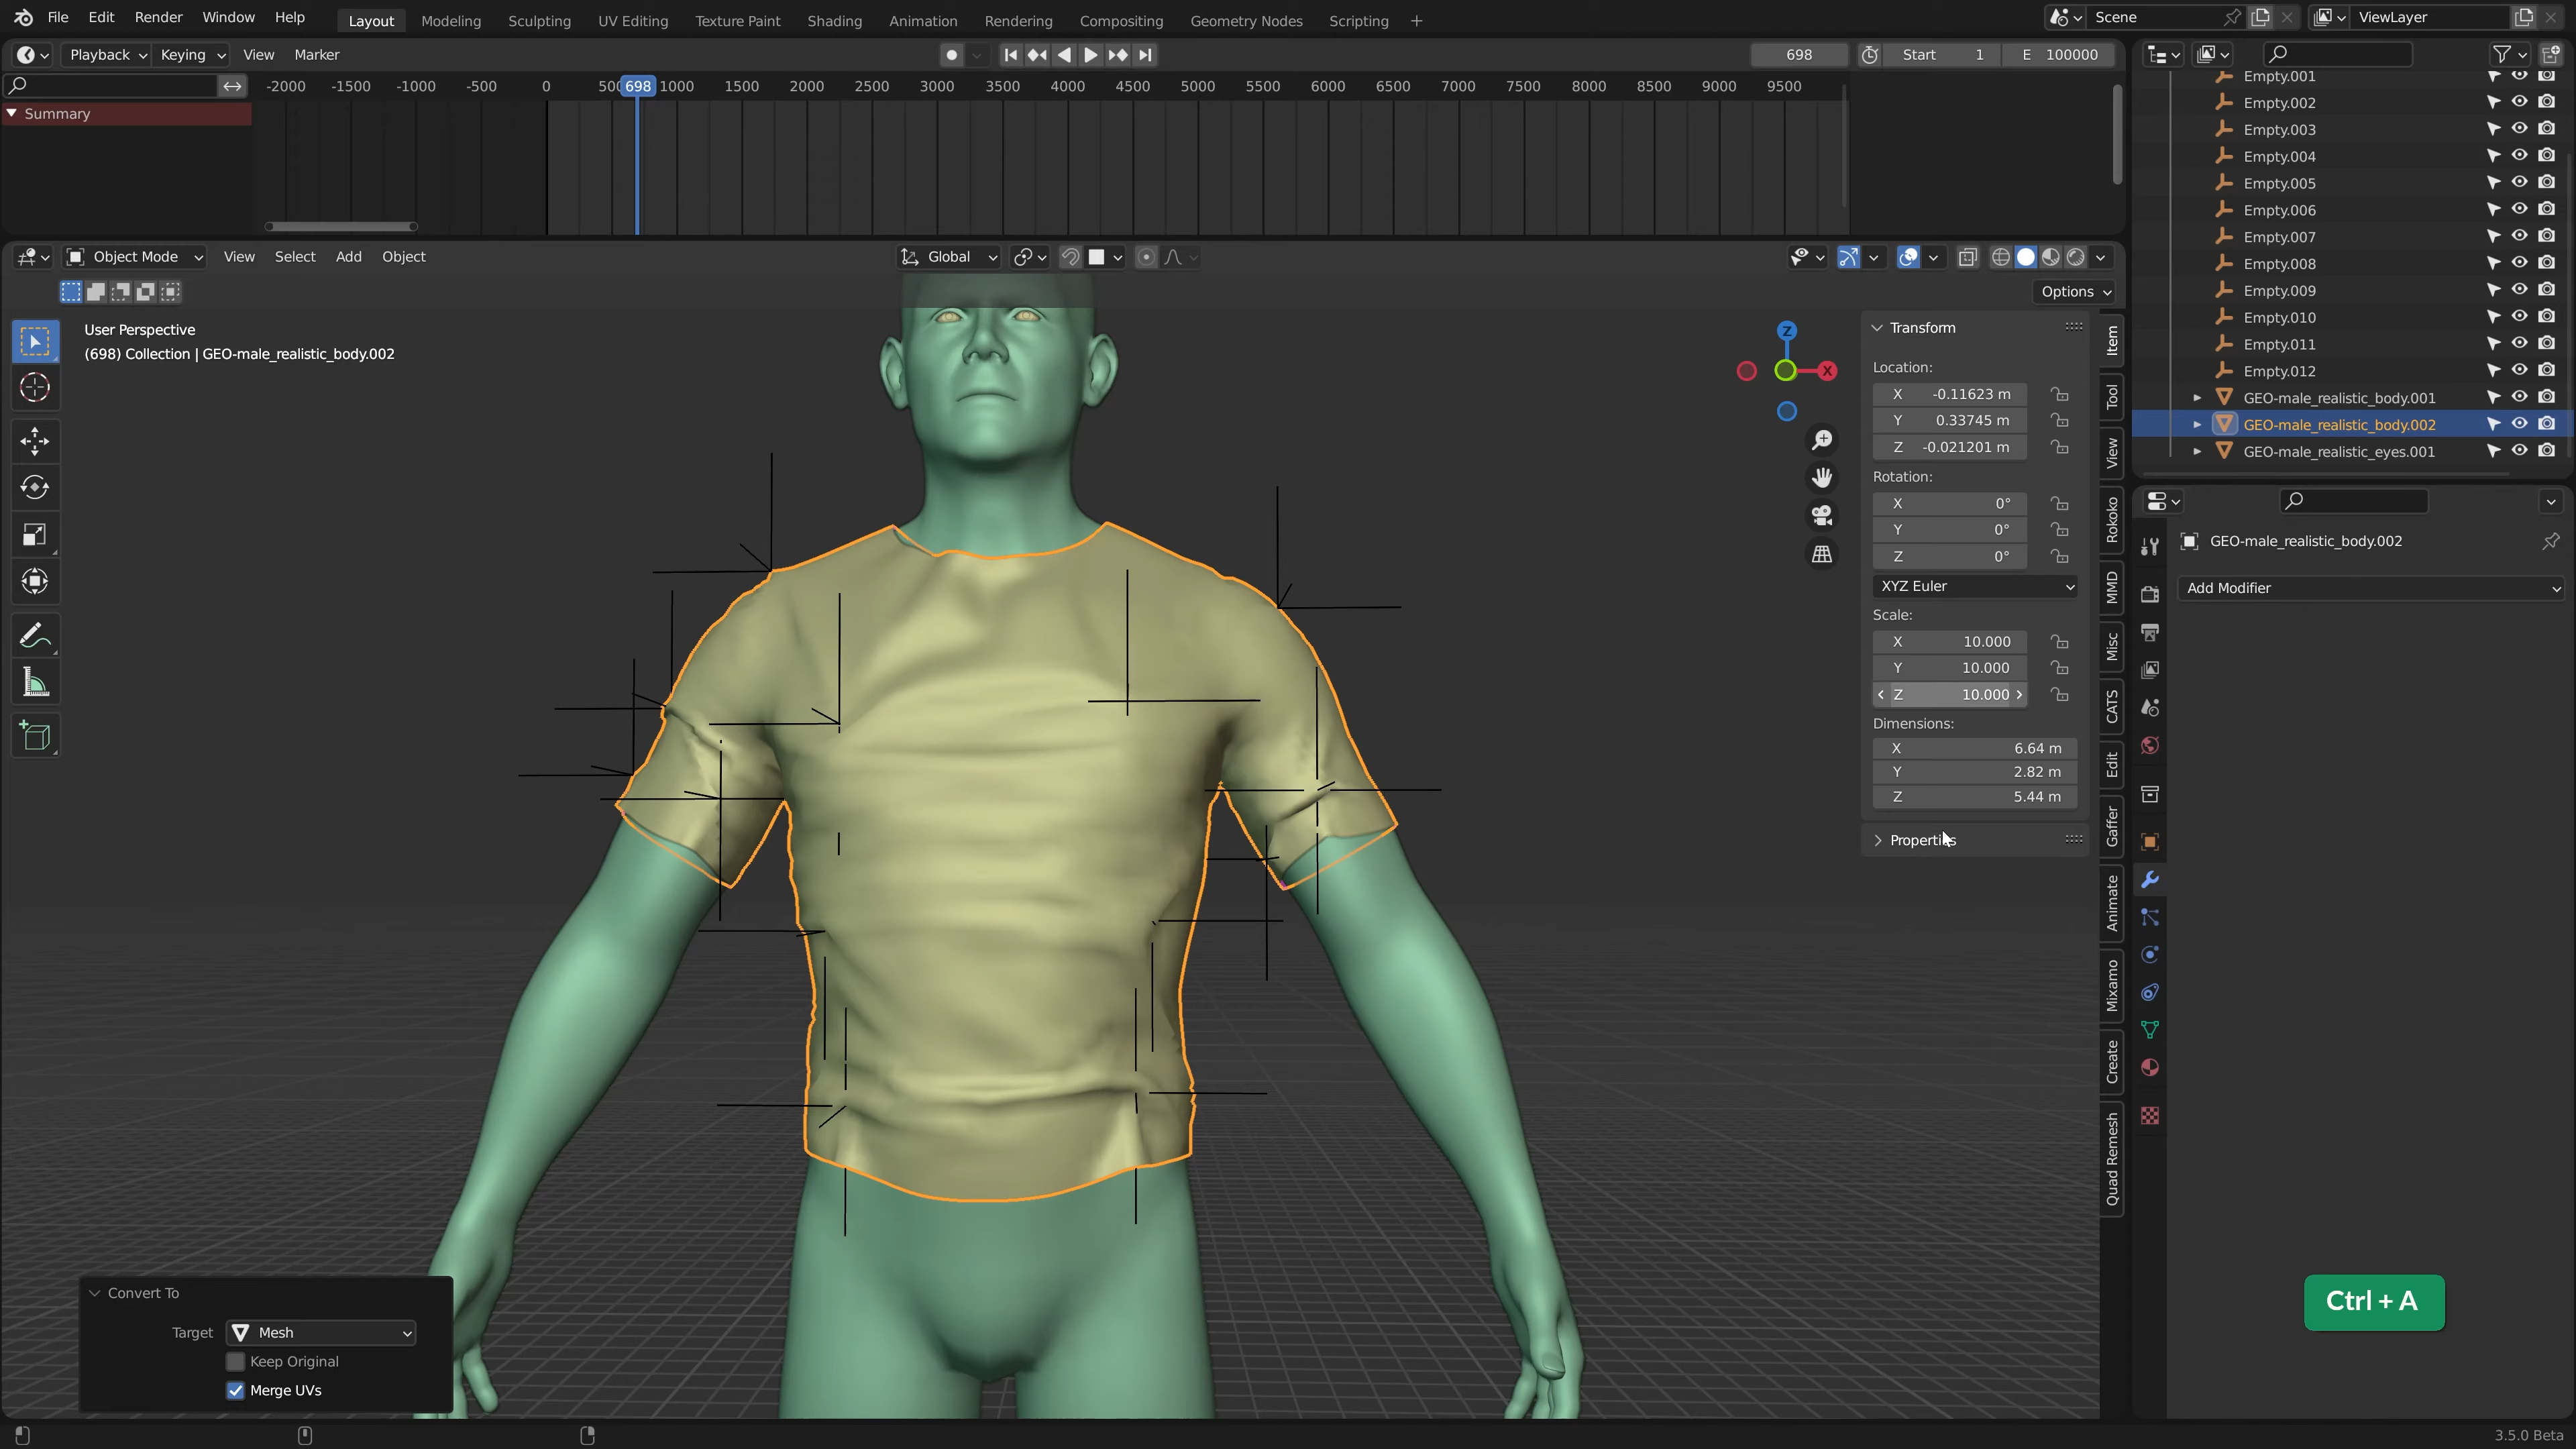 File Edit Render Window Help Layout Modeling Sculpting UV Editing Texture Paint Shading Animation Rendering Compositing Geometry Nodes Scripting + Scene ViewLayer
Playback Keying View Marker 698 Start 1 E 100000
-2000 -1500 -1000 -500 0 500 698 1000 1500 2000 2500 3000 3500 4000 4500 5000 5500 6000 6500 7000 7500 8000 8500 9000 9500
Summary
Object Mode View Select Add Object Global
Options
User Perspective
(698) Collection | GEO-male_realistic_body.002
Z
X
Transform
Location:
X -0.11623 m
Y 0.33745 m
Z -0.021201 m
Rotation:
X 0°
Y 0°
Z 0°
XYZ Euler
Scale:
X 10.000
Y 10.000
Z 10.000
Dimensions:
X 6.64 m
Y 2.82 m
Z 5.44 m
Properties
Item
Tool
View
Rokoko
MMD
Misc
CATS
Edit
Gaffer
Animate
Mixamo
Create
Quad Remesh
Empty.001
Empty.002
Empty.003
Empty.004
Empty.005
Empty.006
Empty.007
Empty.008
Empty.009
Empty.010
Empty.011
Empty.012
GEO-male_realistic_body.001
GEO-male_realistic_body.002
GEO-male_realistic_eyes.001
GEO-male_realistic_body.002
Add Modifier
Ctrl + A
Convert To
Target Mesh
Keep Original
Merge UVs
3.5.0 Beta